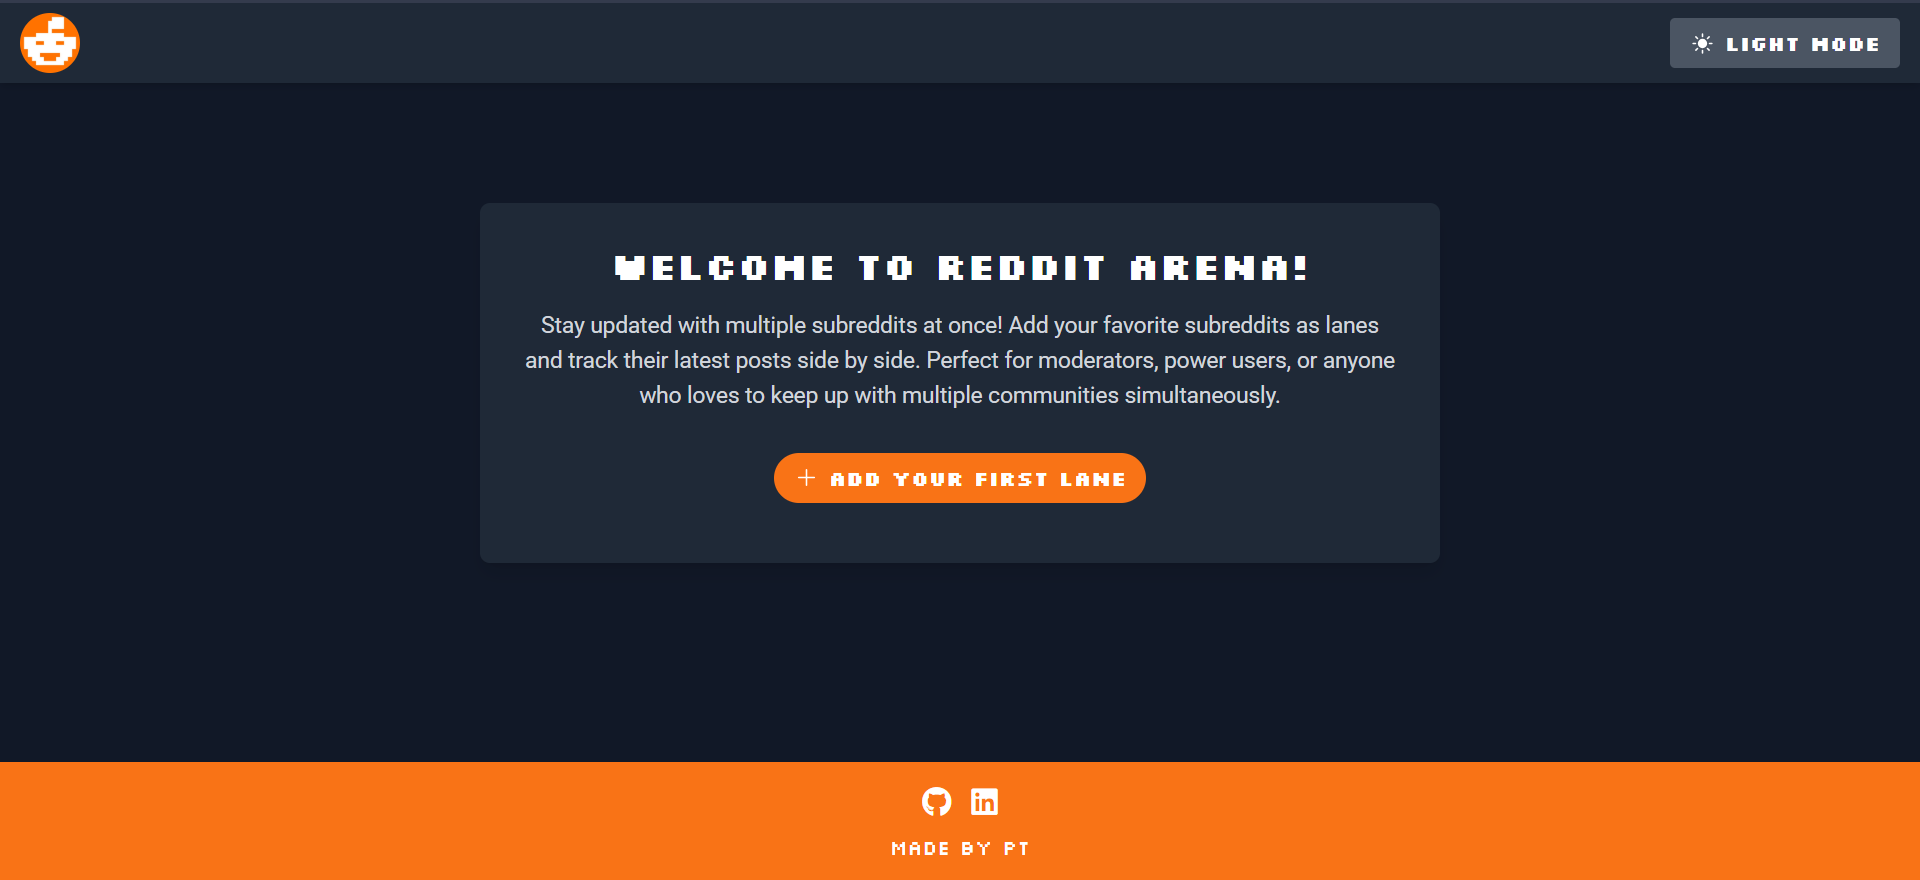 LIGHT MODE
WELCOME TO REDDIT ARENA!
Stay updated with multiple subreddits at once! Add your favorite subreddits as lanes
and track their latest posts side by side. Perfect for moderators, power users, or anyone
who loves to keep up with multiple communities simultaneously.
+ ADD YOUR FIRST LANE
in
MADE BY PT